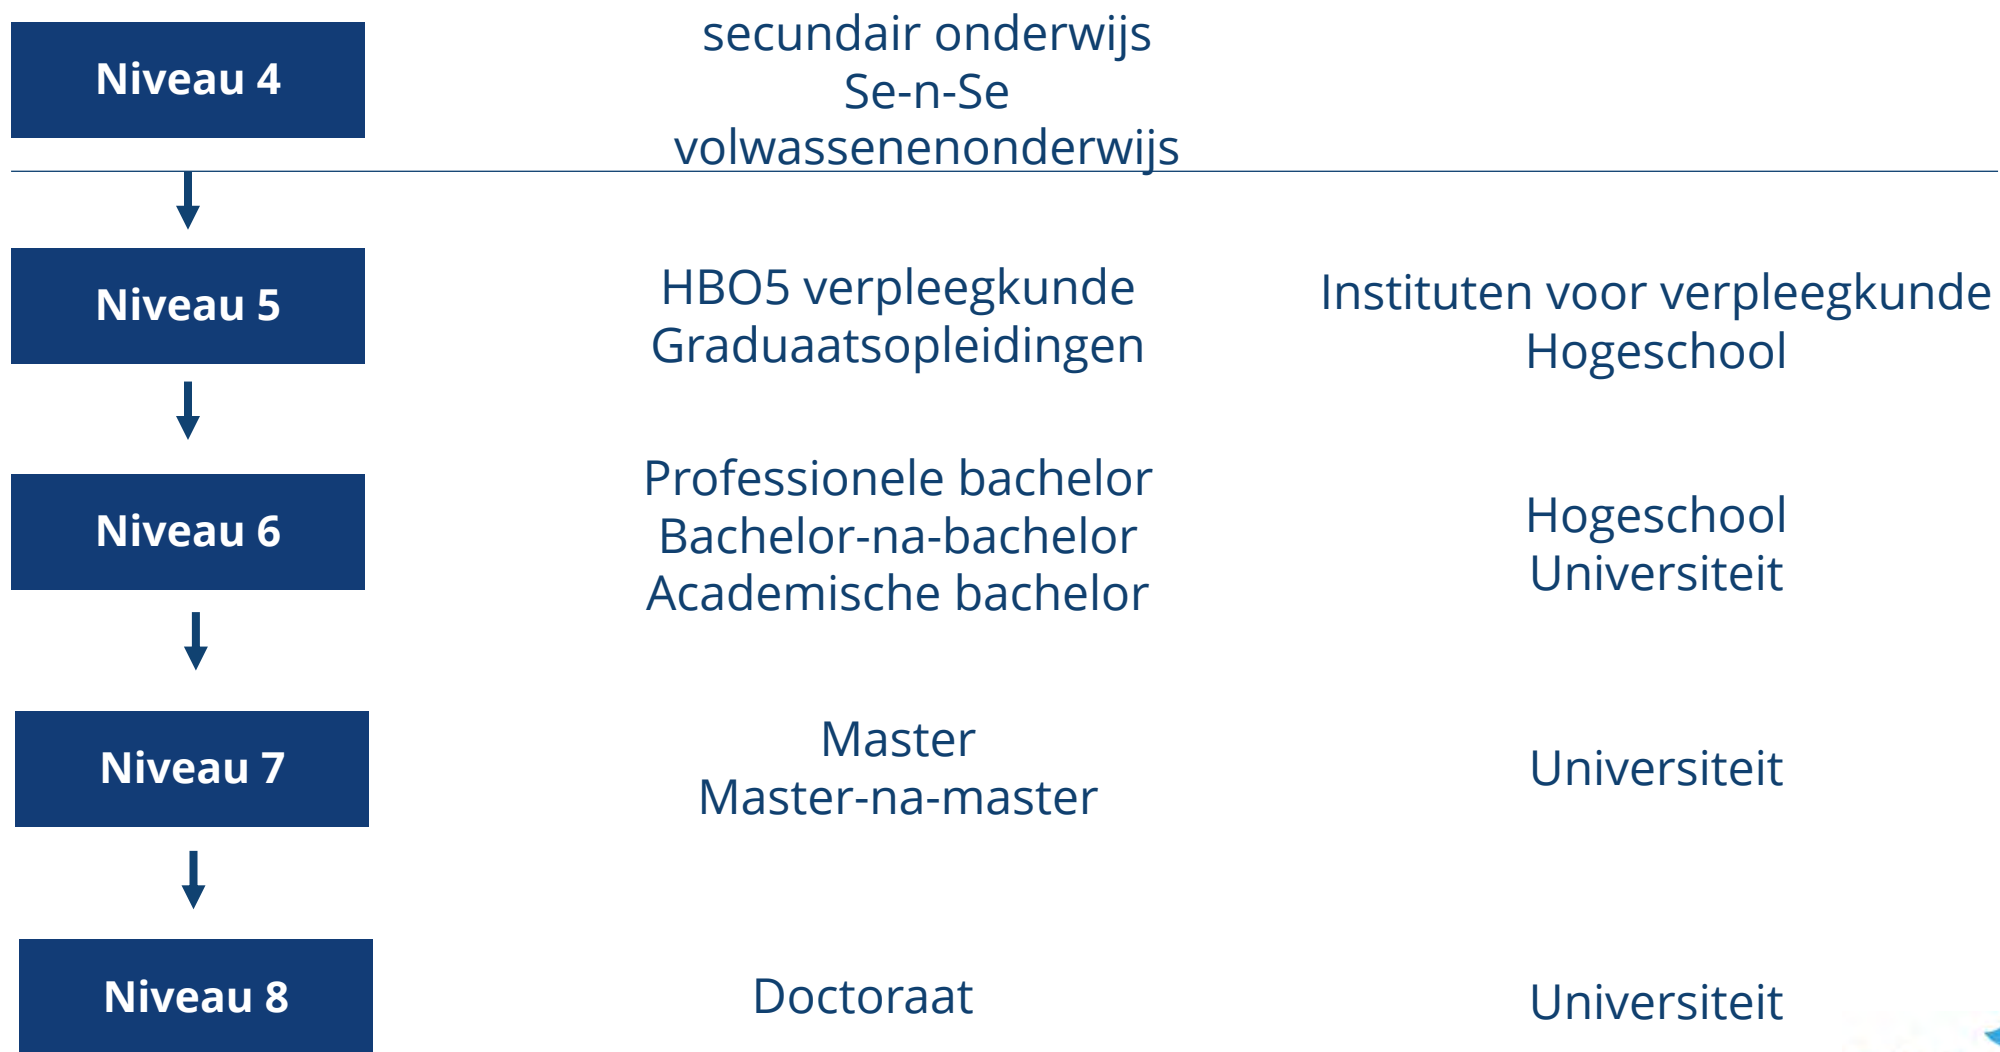 Niveau 4
secundair onderwijs
Se-n-Se
volwassenenonderwijs
Niveau 5
HBO5 verpleegkunde
Graduaatsopleidingen
Instituten voor verpleegkunde
Hogeschool
Niveau 6
Professionele bachelor
Bachelor-na-bachelor
Academische bachelor
Hogeschool
Universiteit
Niveau 7
Master
Master-na-master
Universiteit
Niveau 8
Doctoraat
Universiteit